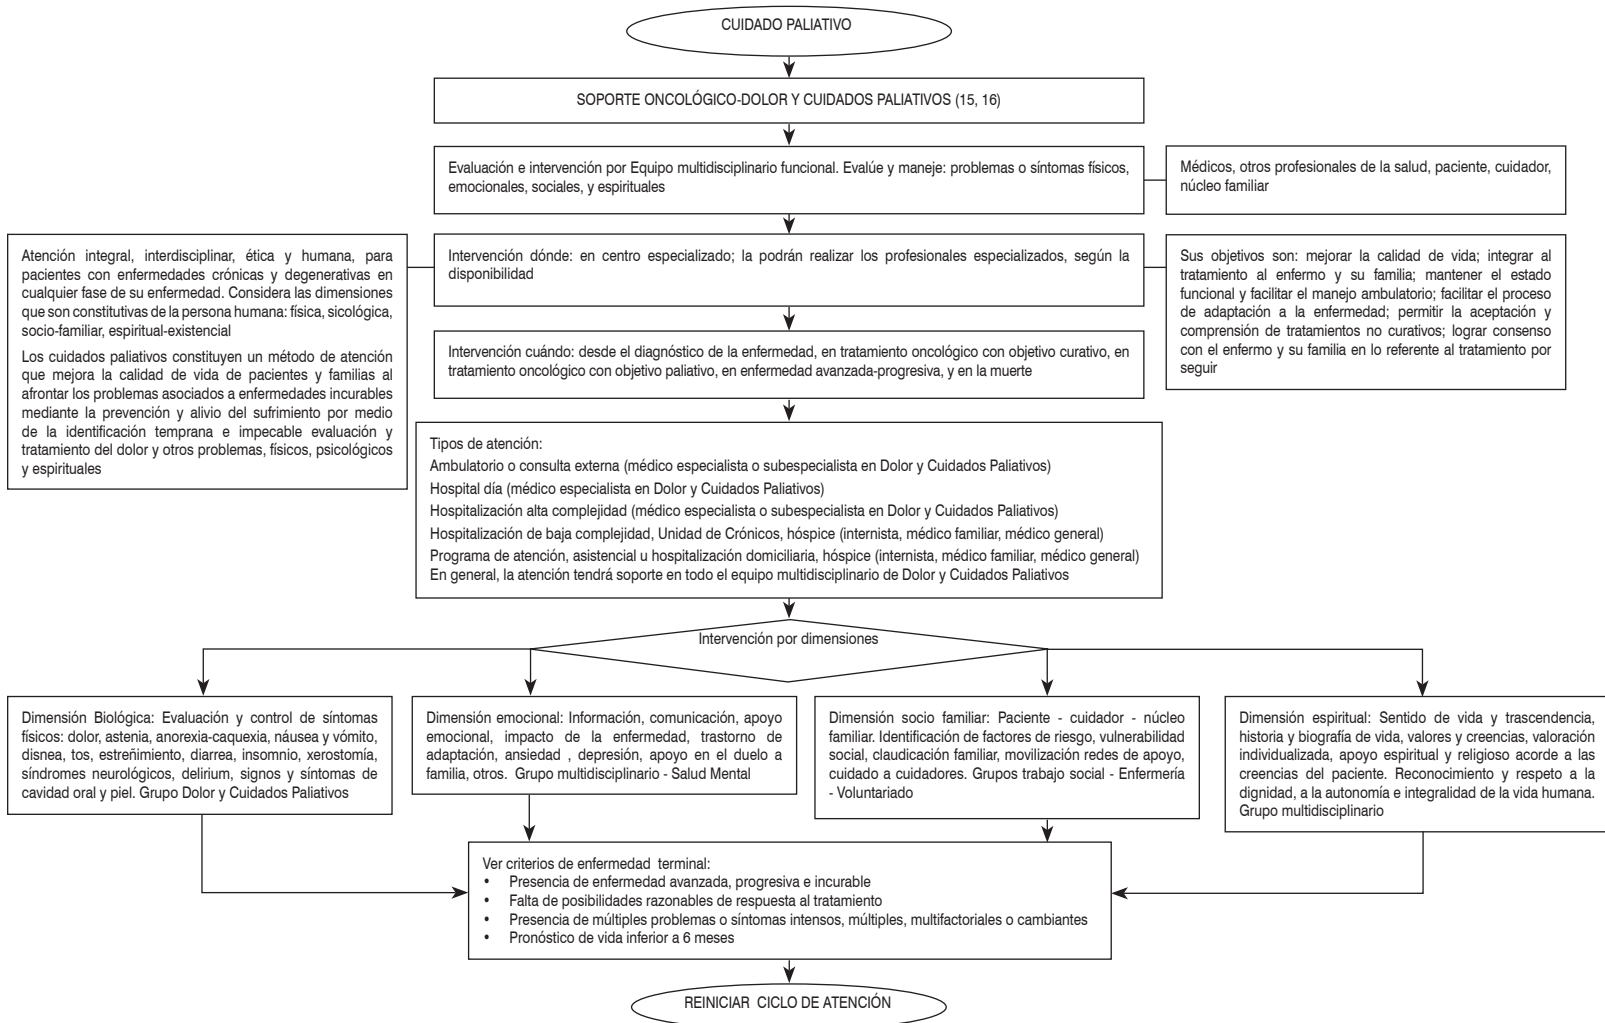 CUIDADO PALIATIVO
SOPORTE ONCOLÓGICO-DOLOR Y CUIDADOS PALIATIVOS (15, 16)
Evaluación e intervención por Equipo multidisciplinario funcional. Evalúe y maneje: problemas o síntomas físicos,
emocionales, sociales, y espirituales
Médicos, otros profesionales de la salud, paciente, cuidador,
núcleo familiar
Atención integral, interdisciplinar, ética y humana, para
pacientes con enfermedades crónicas y degenerativas en
cualquier fase de su enfermedad. Considera las dimensiones
que son constitutivas de la persona humana: física, sicológica,
socio-familiar, espiritual-existencial
Los cuidados paliativos constituyen un método de atención
que mejora la calidad de vida de pacientes y familias al
afrontar los problemas asociados a enfermedades incurables
mediante la prevención y alivio del sufrimiento por medio
de la identificación temprana e impecable evaluación y
tratamiento del dolor y otros problemas, físicos, psicológicos
y espirituales
Intervención dónde: en centro especializado; la podrán realizar los profesionales especializados, según la
disponibilidad
Sus objetivos son: mejorar la calidad de vida; integrar al
tratamiento al enfermo y su familia; mantener el estado
funcional y facilitar el manejo ambulatorio; facilitar el proceso
de adaptación a la enfermedad; permitir la aceptación y
comprensión de tratamientos no curativos; lograr consenso
con el enfermo y su familia en lo referente al tratamiento por
seguir
Intervención cuándo: desde el diagnóstico de la enfermedad, en tratamiento oncológico con objetivo curativo, en
tratamiento oncológico con objetivo paliativo, en enfermedad avanzada-progresiva, y en la muerte
Tipos de atención:
Ambulatorio o consulta externa (médico especialista o subespecialista en Dolor y Cuidados Paliativos)
Hospital día (médico especialista en Dolor y Cuidados Paliativos)
Hospitalización alta complejidad (médico especialista o subespecialista en Dolor y Cuidados Paliativos)
Hospitalización de baja complejidad, Unidad de Crónicos, hóspice (internista, médico familiar, médico general)
Programa de atención, asistencial u hospitalización domiciliaria, hóspice (internista, médico familiar, médico general)
En general, la atención tendrá soporte en todo el equipo multidisciplinario de Dolor y Cuidados Paliativos
Intervención por dimensiones
Dimensión Biológica: Evaluación y control de síntomas
físicos: dolor, astenia, anorexia-caquexia, náusea y vómito,
disnea, tos, estreñimiento, diarrea, insomnio, xerostomía,
síndromes neurológicos, delirium, signos y síntomas de
cavidad oral y piel. Grupo Dolor y Cuidados Paliativos
Dimensión emocional: Información, comunicación, apoyo
emocional, impacto de la enfermedad, trastorno de
adaptación, ansiedad , depresión, apoyo en el duelo a
familia, otros. Grupo multidisciplinario - Salud Mental
Dimensión socio familiar: Paciente - cuidador - núcleo
familiar. Identificación de factores de riesgo, vulnerabilidad
social, claudicación familiar, movilización redes de apoyo,
cuidado a cuidadores. Grupos trabajo social - Enfermería
- Voluntariado
Dimensión espiritual: Sentido de vida y trascendencia,
historia y biografía de vida, valores y creencias, valoración
individualizada, apoyo espiritual y religioso acorde a las
creencias del paciente. Reconocimiento y respeto a la
dignidad, a la autonomía e integralidad de la vida humana.
Grupo multidisciplinario
Ver criterios de enfermedad terminal:
• Presencia de enfermedad avanzada, progresiva e incurable
• Falta de posibilidades razonables de respuesta al tratamiento
• Presencia de múltiples problemas o síntomas intensos, múltiples, multifactoriales o cambiantes
• Pronóstico de vida inferior a 6 meses
REINICIAR CICLO DE ATENCIÓN